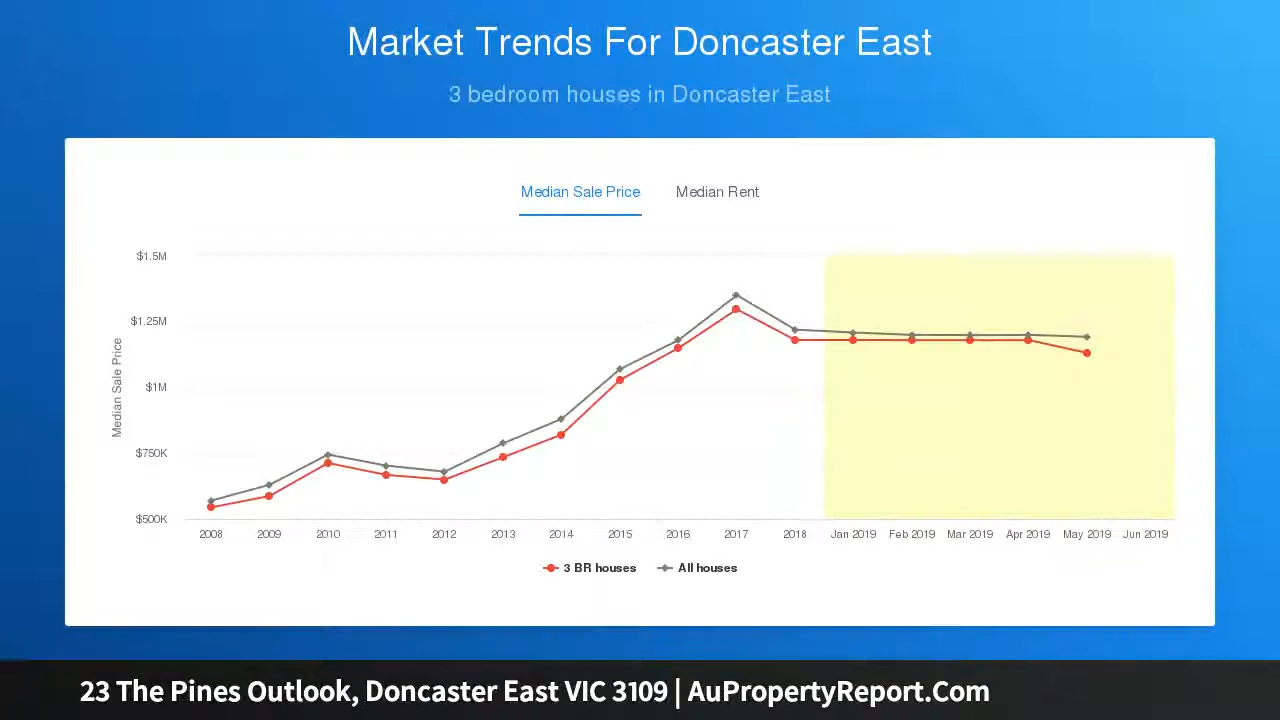 Market Trends For Doncaster East
3 bedroom houses in Doncaster East
Median Sale Price Median Rent
Median Sale Price
$1.5M
$1.25M
$1M
$750K
$500K
2008 2009 2010 2011 2012 2013 2014 2015 2016 2017 2018 Jan 2019 Feb 2019 Mar 2019 Apr 2019 May 2019 Jun 2019
3 BR houses All houses
23 The Pines Outlook, Doncaster East VIC 3109 | AuPropertyReport.Com